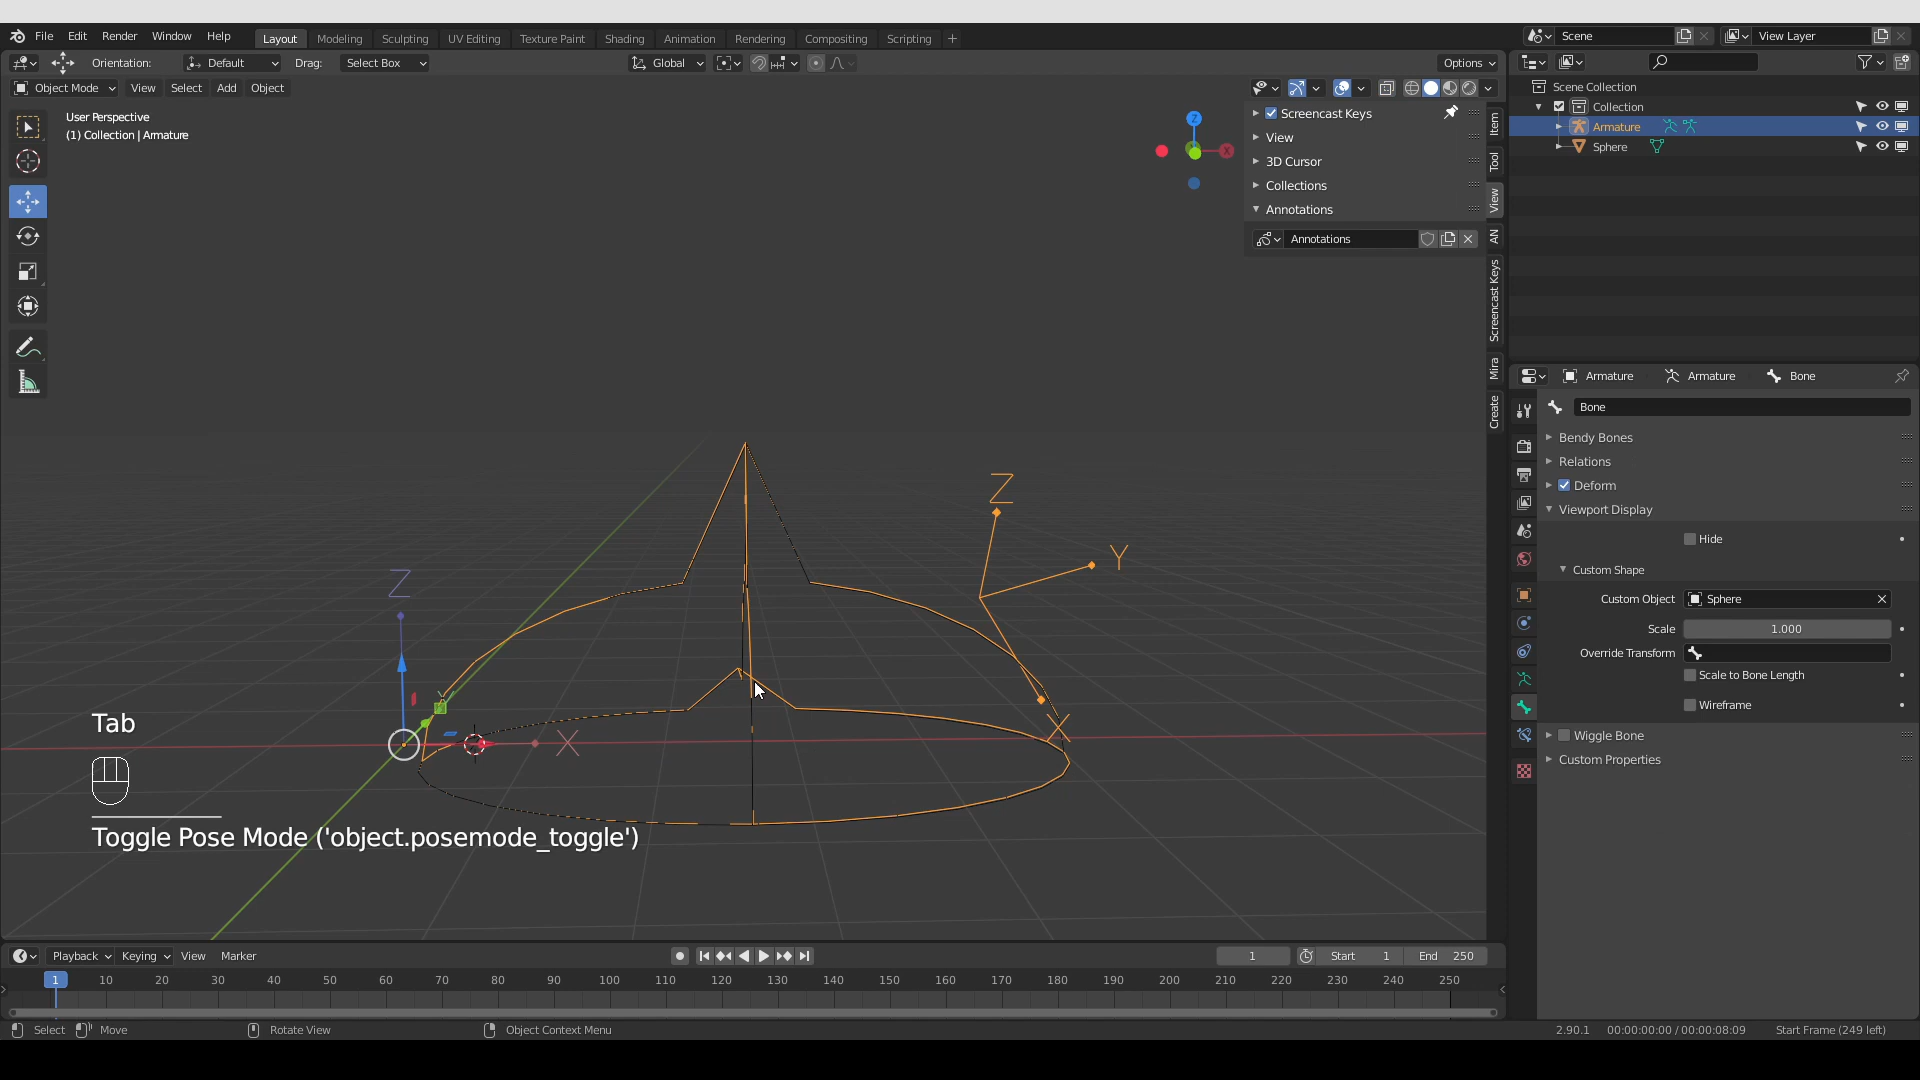 File Edit Render Window Help Layout Modeling Sculpting UV Editing Texture Paint Shading Animation Rendering Compositing Scripting + Scene View Layer
Orientation: Default Drag: Select Box Global Options
Object Mode View Select Add Object
User Perspective
(1) Collection | Armature
Z
X
Screencast Keys
View
3D Cursor
Collections
Annotations
Annotations
Item
Tool
View
AN
Screencast Keys
Mira
Create
Scene Collection
Collection
Armature
Sphere
Armature Armature Bone
Bone
Bendy Bones
Relations
Deform
Viewport Display
Hide
Custom Shape
Custom Object Sphere
Scale 1.000
Override Transform
Scale to Bone Length
Wireframe
Wiggle Bone
Custom Properties
Z
Y
X
Z
Y
X
Tab
Toggle Pose Mode ('object.posemode_toggle')
Playback Keying View Marker 1 Start 1 End 250
1 10 20 30 40 50 60 70 80 90 100 110 120 130 140 150 160 170 180 190 200 210 220 230 240 250
Select Move Rotate View Object Context Menu 2.90.1 00:00:00:00 / 00:00:08:09 Start Frame (249 left)